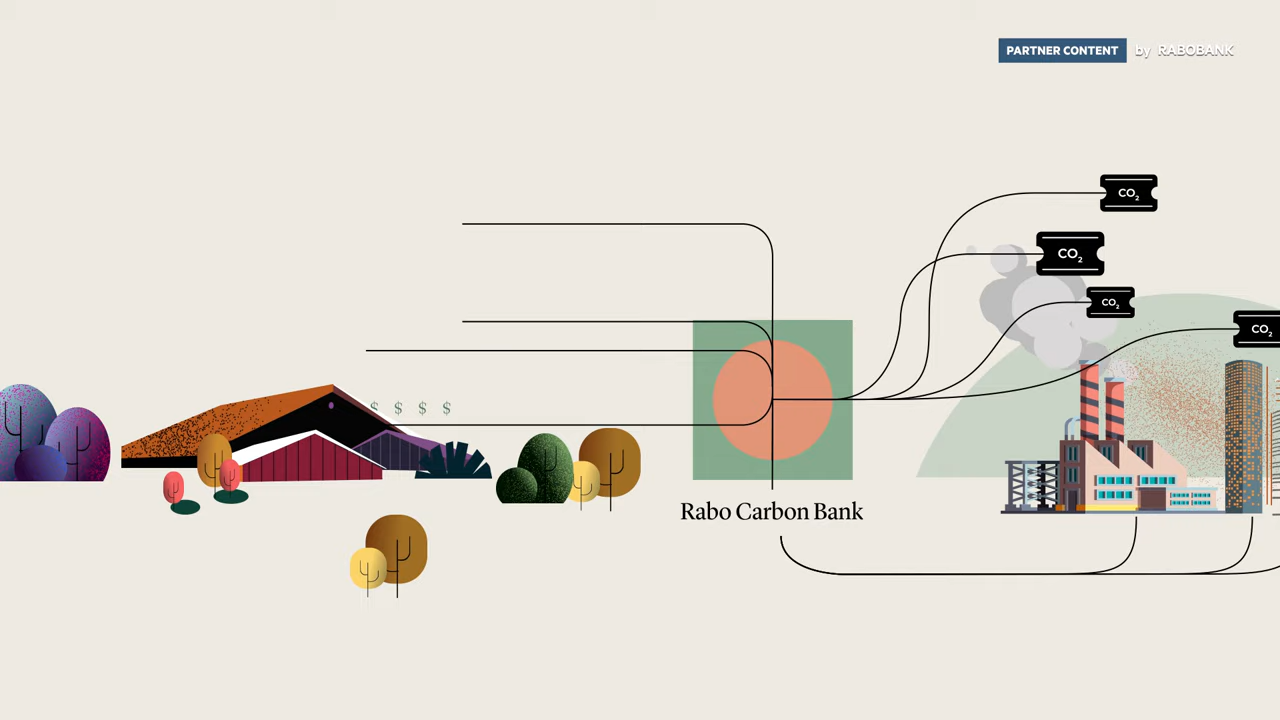 PARTNER CONTENT by RABOBANK
CO2
CO2
CO2
CO2
$ $ $ $
Rabo Carbon Bank